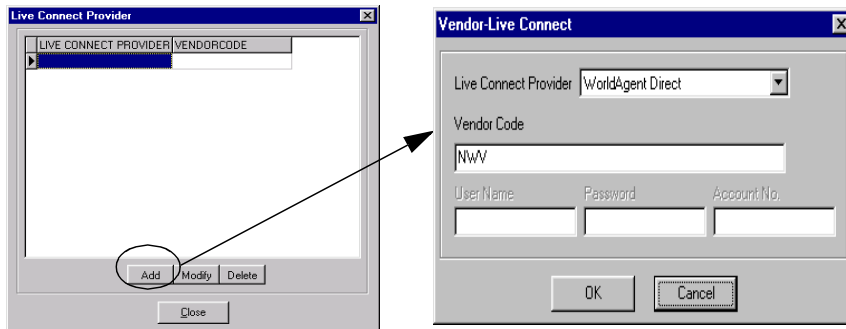 Live Connect Provider
LIVE CONNECT PROVIDER VENDORCODE
Add Modify Delete
Close
Vendor-Live Connect
Live Connect Provider WorldAgent Direct
Vendor Code
NWV
User Name Password Account No.
OK Cancel